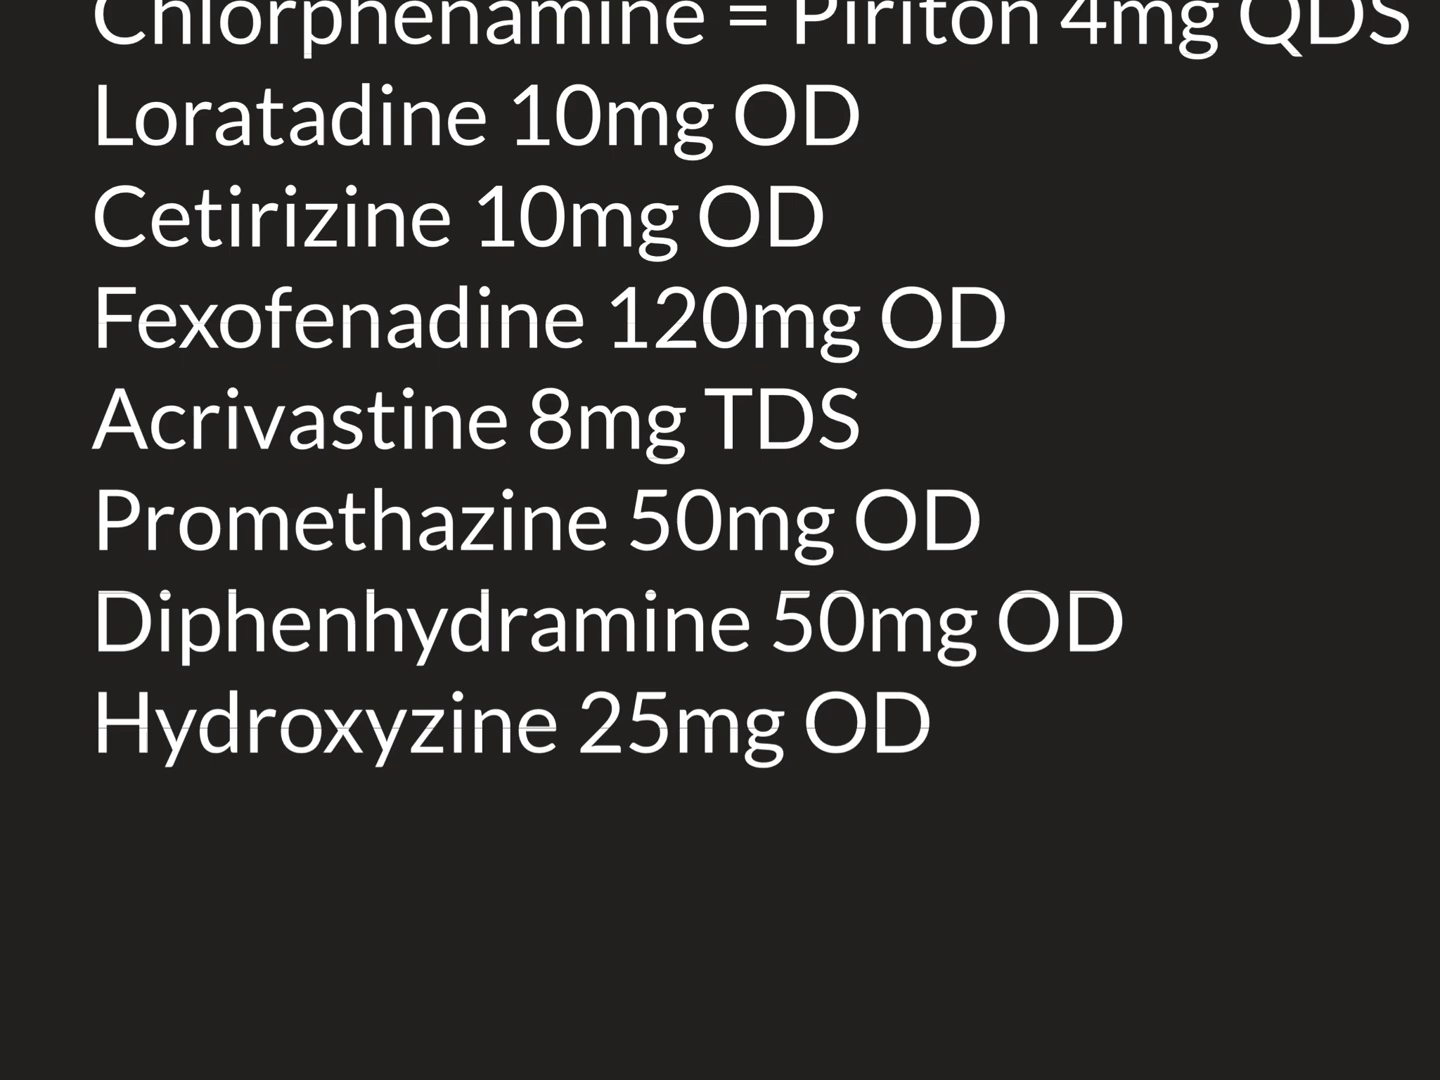 Chlorphenamine = Piriton 4mg QDS
Loratadine 10mg OD
Cetirizine 10mg OD
Fexofenadine 120mg OD
Acrivastine 8mg TDS
Promethazine 50mg OD
Diphenhydramine 50mg OD
Hydroxyzine 25mg OD